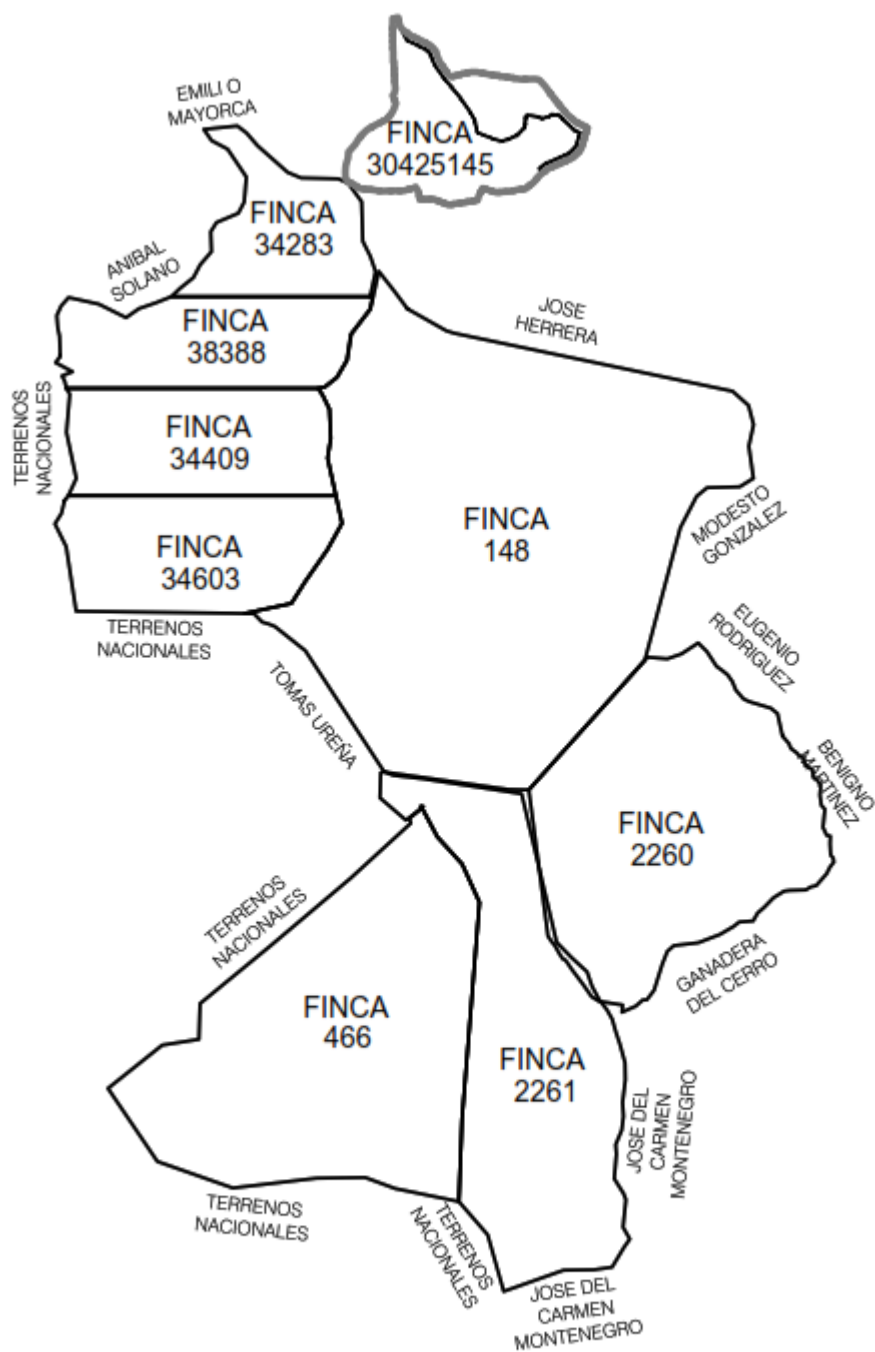 EMILI O
MAYORCA
FINCA
30425145
FINCA
34283
ANIBAL
SOLANO
FINCA
38388
JOSE
HERRERA
TERRENOS
NACIONALES
FINCA
34409
MODESTO
GONZALEZ
FINCA
148
FINCA
34603
TERRENOS
NACIONALES
EUGENIO
RODRIGUEZ
TOMAS UREÑA
BENIGNO
MARTINEZ
FINCA
2260
TERRENOS
NACIONALES
GANADERA
DEL CERRO
FINCA
466
FINCA
2261
JOSE DEL
CARMEN
MONTENEGRO
TERRENOS
NACIONALES
TERRENOS
NACIONALES
JOSE DEL
CARMEN
MONTENEGRO